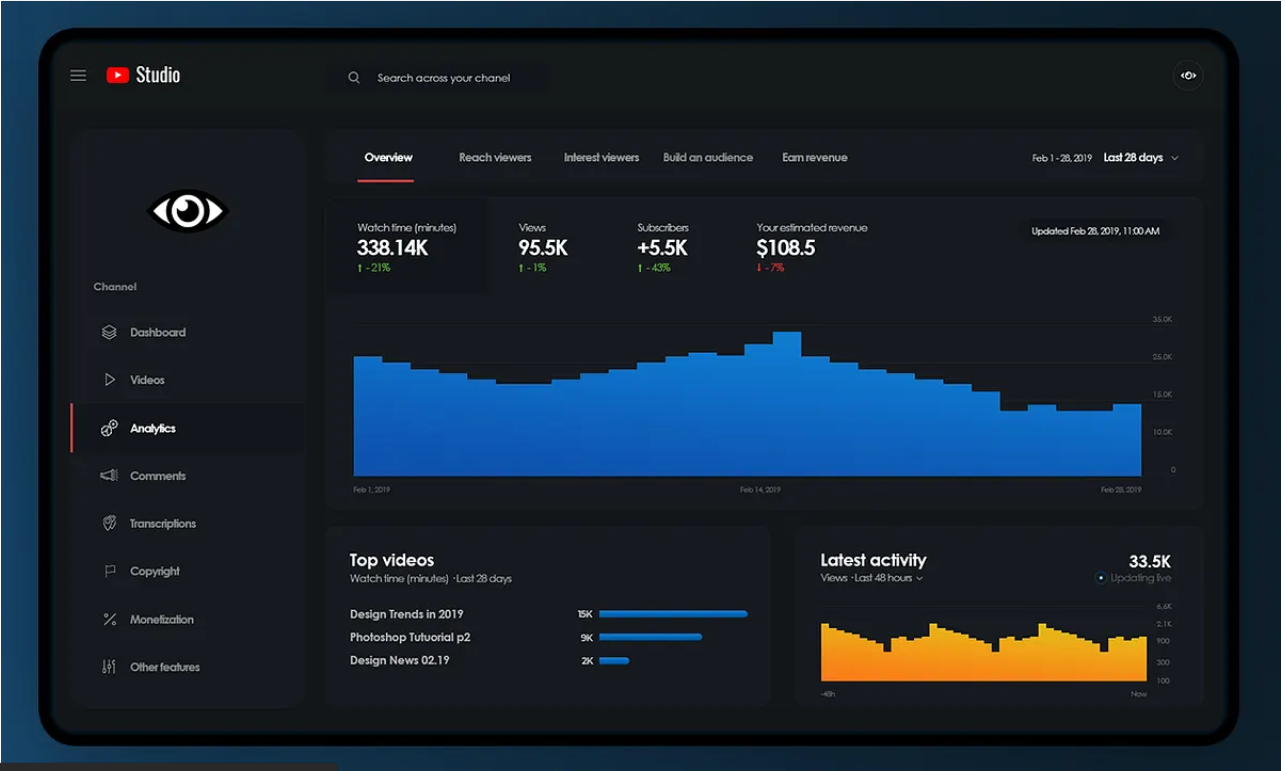 Studio
Search across your chanel
Channel
Dashboard
Videos
Analytics
Comments
Transcriptions
Copyright
Monetization
Other features
Overview Reach viewers Interest viewers Build an audience Earn revenue Feb 1 - 28, 2019 Last 28 days
Watch time (minutes) Views Subscribers Your estimated revenue
338.14K 95.5K +5.5K $108.5
↑ - 21% ↑ - 1% ↑ - 43% ↓ - 7%
Updated Feb 28, 2019, 11:00 AM
35.0K
25.0K
15.0K
10.0K
0
Feb 1, 2019 Feb 14, 2019 Feb 28, 2019
Top videos
Watch time (minutes) · Last 28 days
Design Trends in 2019 15K
Photoshop Tutuorial p2 9K
Design News 02.19 2K
Latest activity 33.5K
Views · Last 48 hours Updating live
6,6K
2.1K
900
300
100
-48h Now